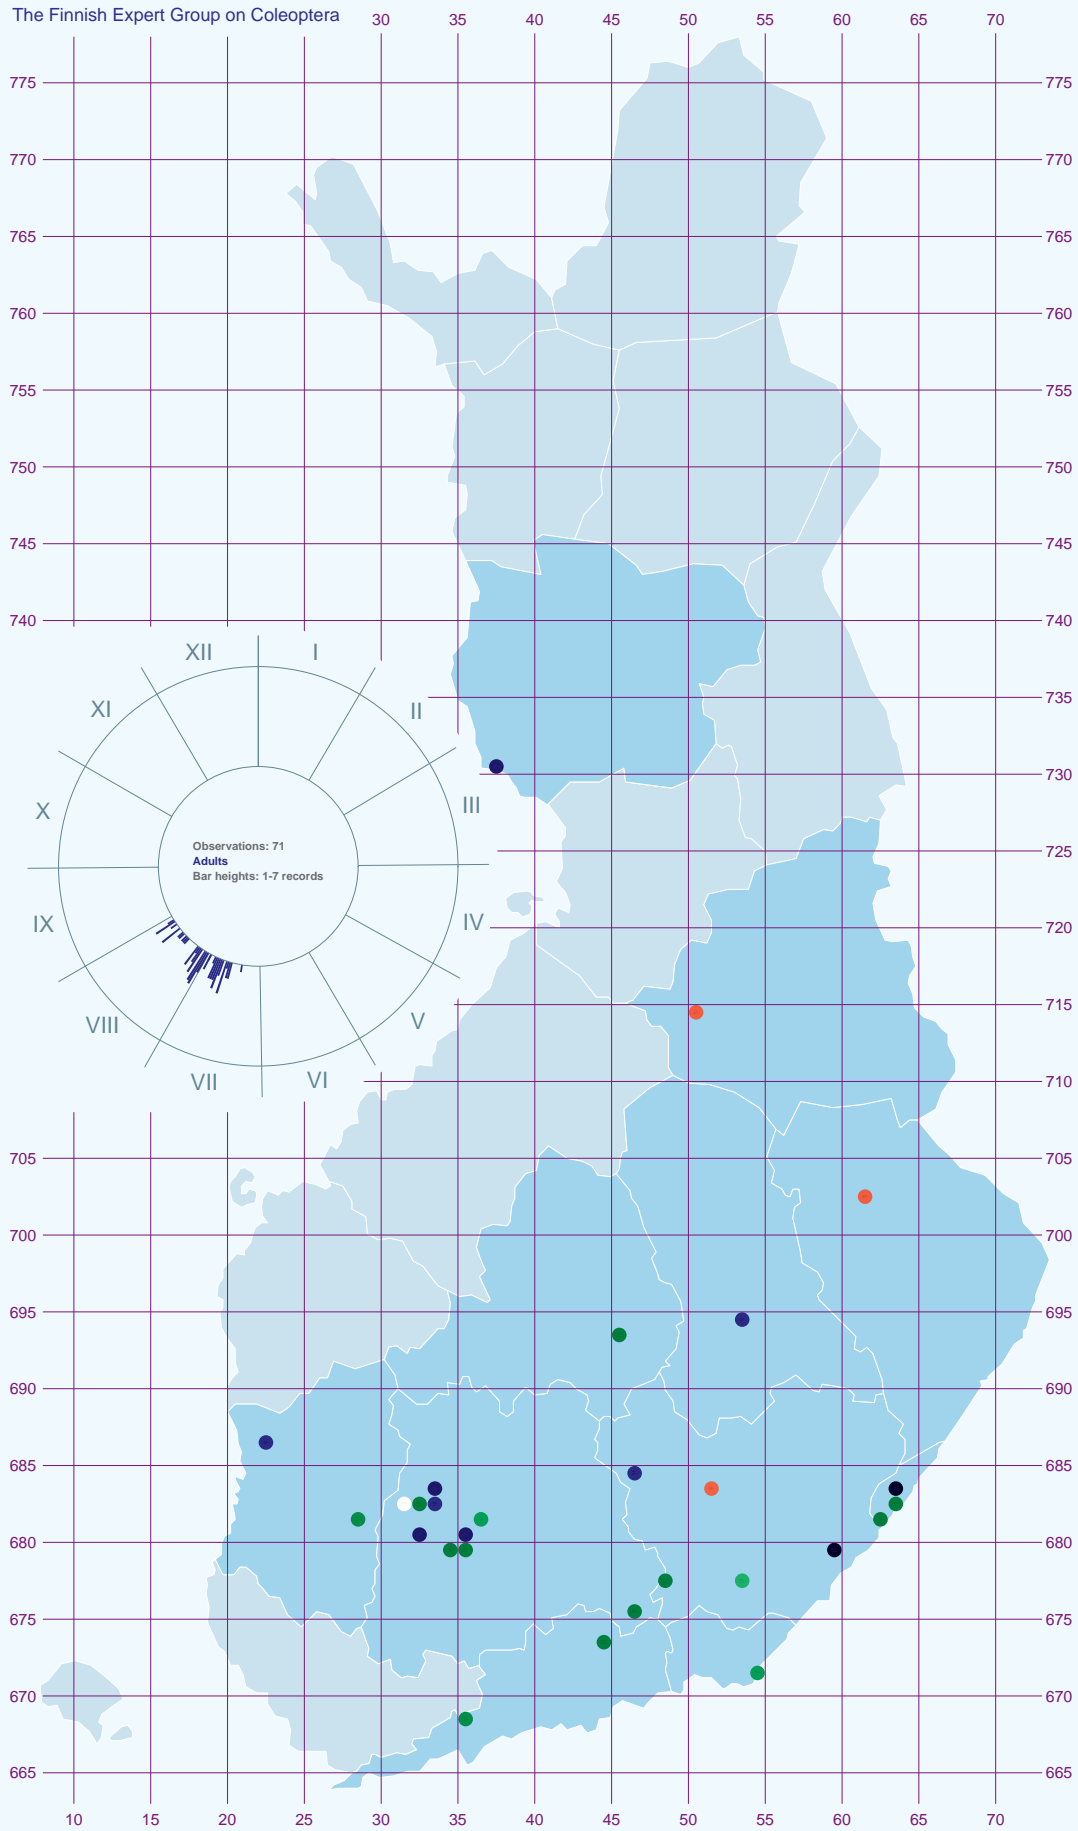 The Finnish Expert Group on Coleoptera
30 35 40 45 50 55 60 65 70
775 775
770 770
765 765
760 760
755 755
750 750
745 745
740 740
XII I
XI II
735
730
X III
Observations: 71
Adults
Bar heights: 1-7 records
725
IX IV
720
VIII V
715
VII VI
710
705 705
700 700
695 695
690 690
685 685
680 680
675 675
670 670
665 665
10 15 20 25 30 35 40 45 50 55 60 65 70